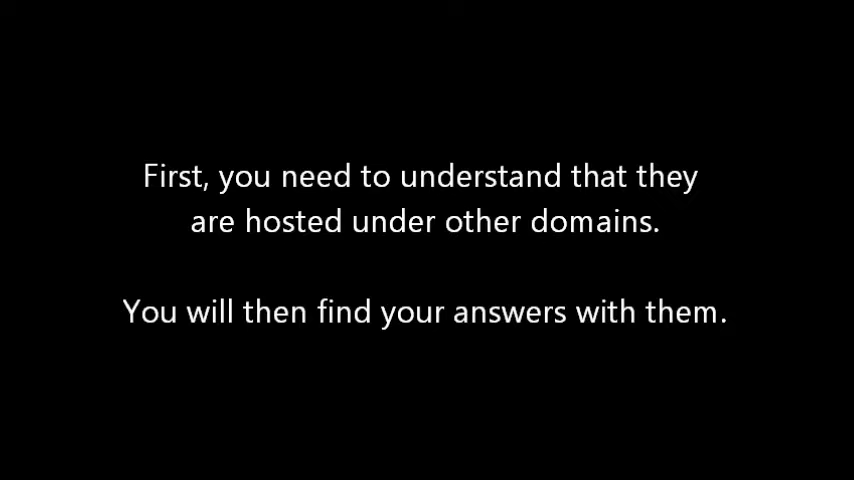 First, you need to understand that they
are hosted under other domains.
You will then find your answers with them.